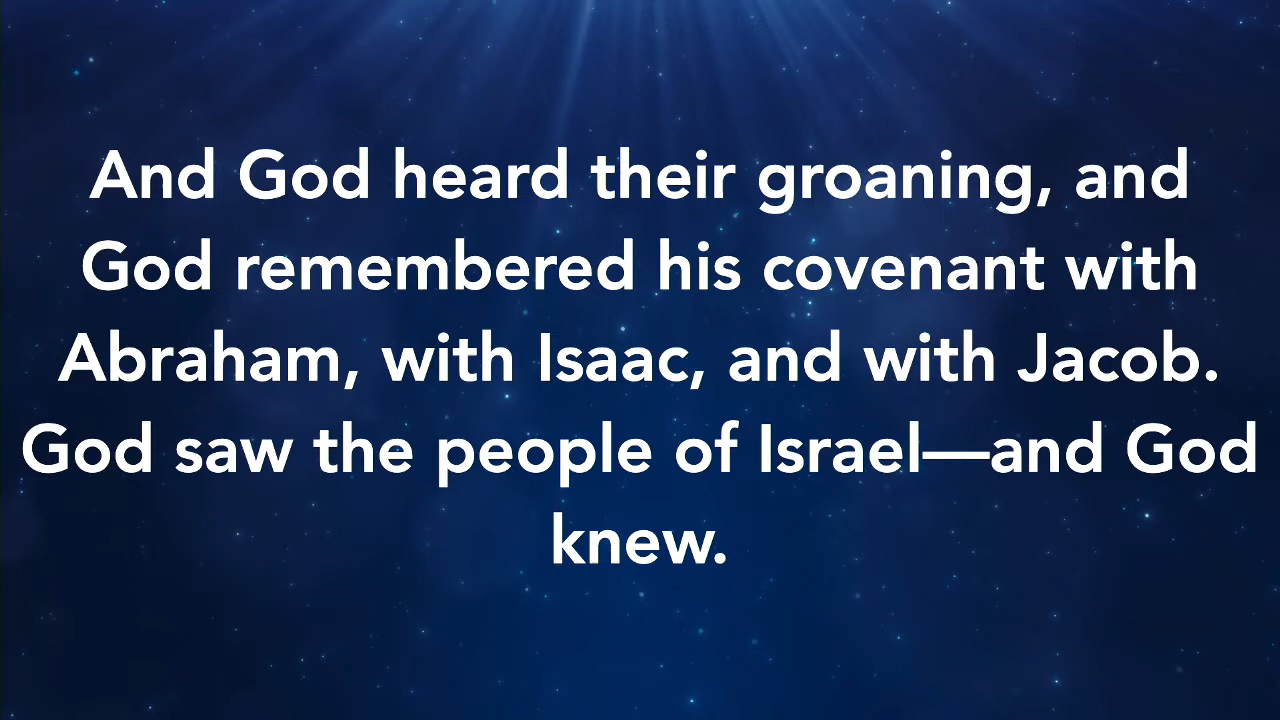 And God heard their groaning, and
God remembered his covenant with
Abraham, with Isaac, and with Jacob.
God saw the people of Israel—and God
knew.